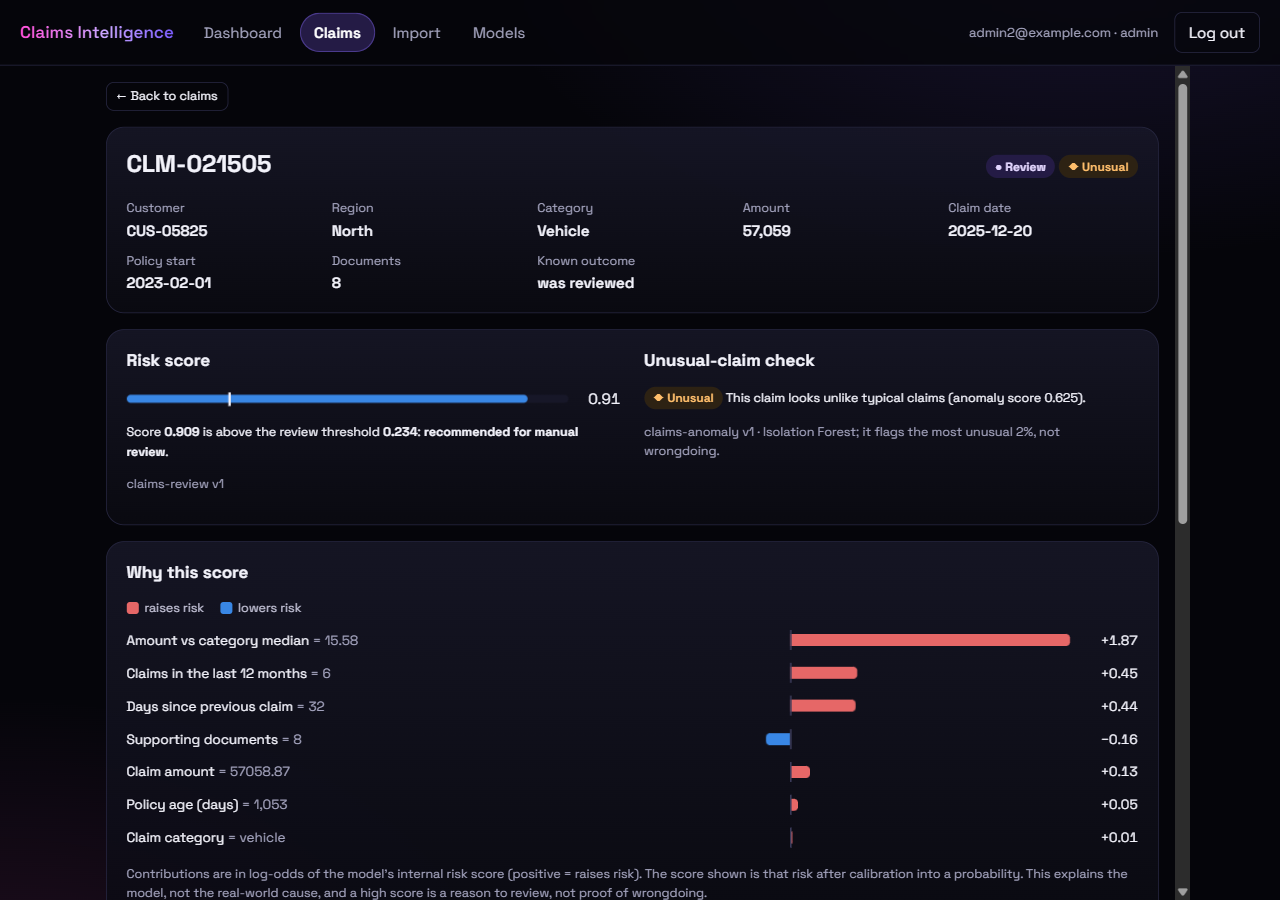 Claims Intelligence Dashboard Claims Import Models admin2@example.com · admin Log out
← Back to claims
CLM-021505 ● Review ◆ Unusual
Customer Region Category Amount Claim date
CUS-05825 North Vehicle 57,059 2025-12-20
Policy start Documents Known outcome
2023-02-01 8 was reviewed
Risk score
0.91
Score 0.909 is above the review threshold 0.234: recommended for manual
review.
claims-review v1
Unusual-claim check
◆ Unusual This claim looks unlike typical claims (anomaly score 0.625).
claims-anomaly v1 · Isolation Forest; it flags the most unusual 2%, not
wrongdoing.
Why this score
raises risk lowers risk
Amount vs category median = 15.58 +1.87
Claims in the last 12 months = 6 +0.45
Days since previous claim = 32 +0.44
Supporting documents = 8 −0.16
Claim amount = 57058.87 +0.13
Policy age (days) = 1,053 +0.05
Claim category = vehicle +0.01
Contributions are in log-odds of the model's internal risk score (positive = raises risk). The score shown is that risk after calibration into a probability. This explains the
model, not the real-world cause, and a high score is a reason to review, not proof of wrongdoing.